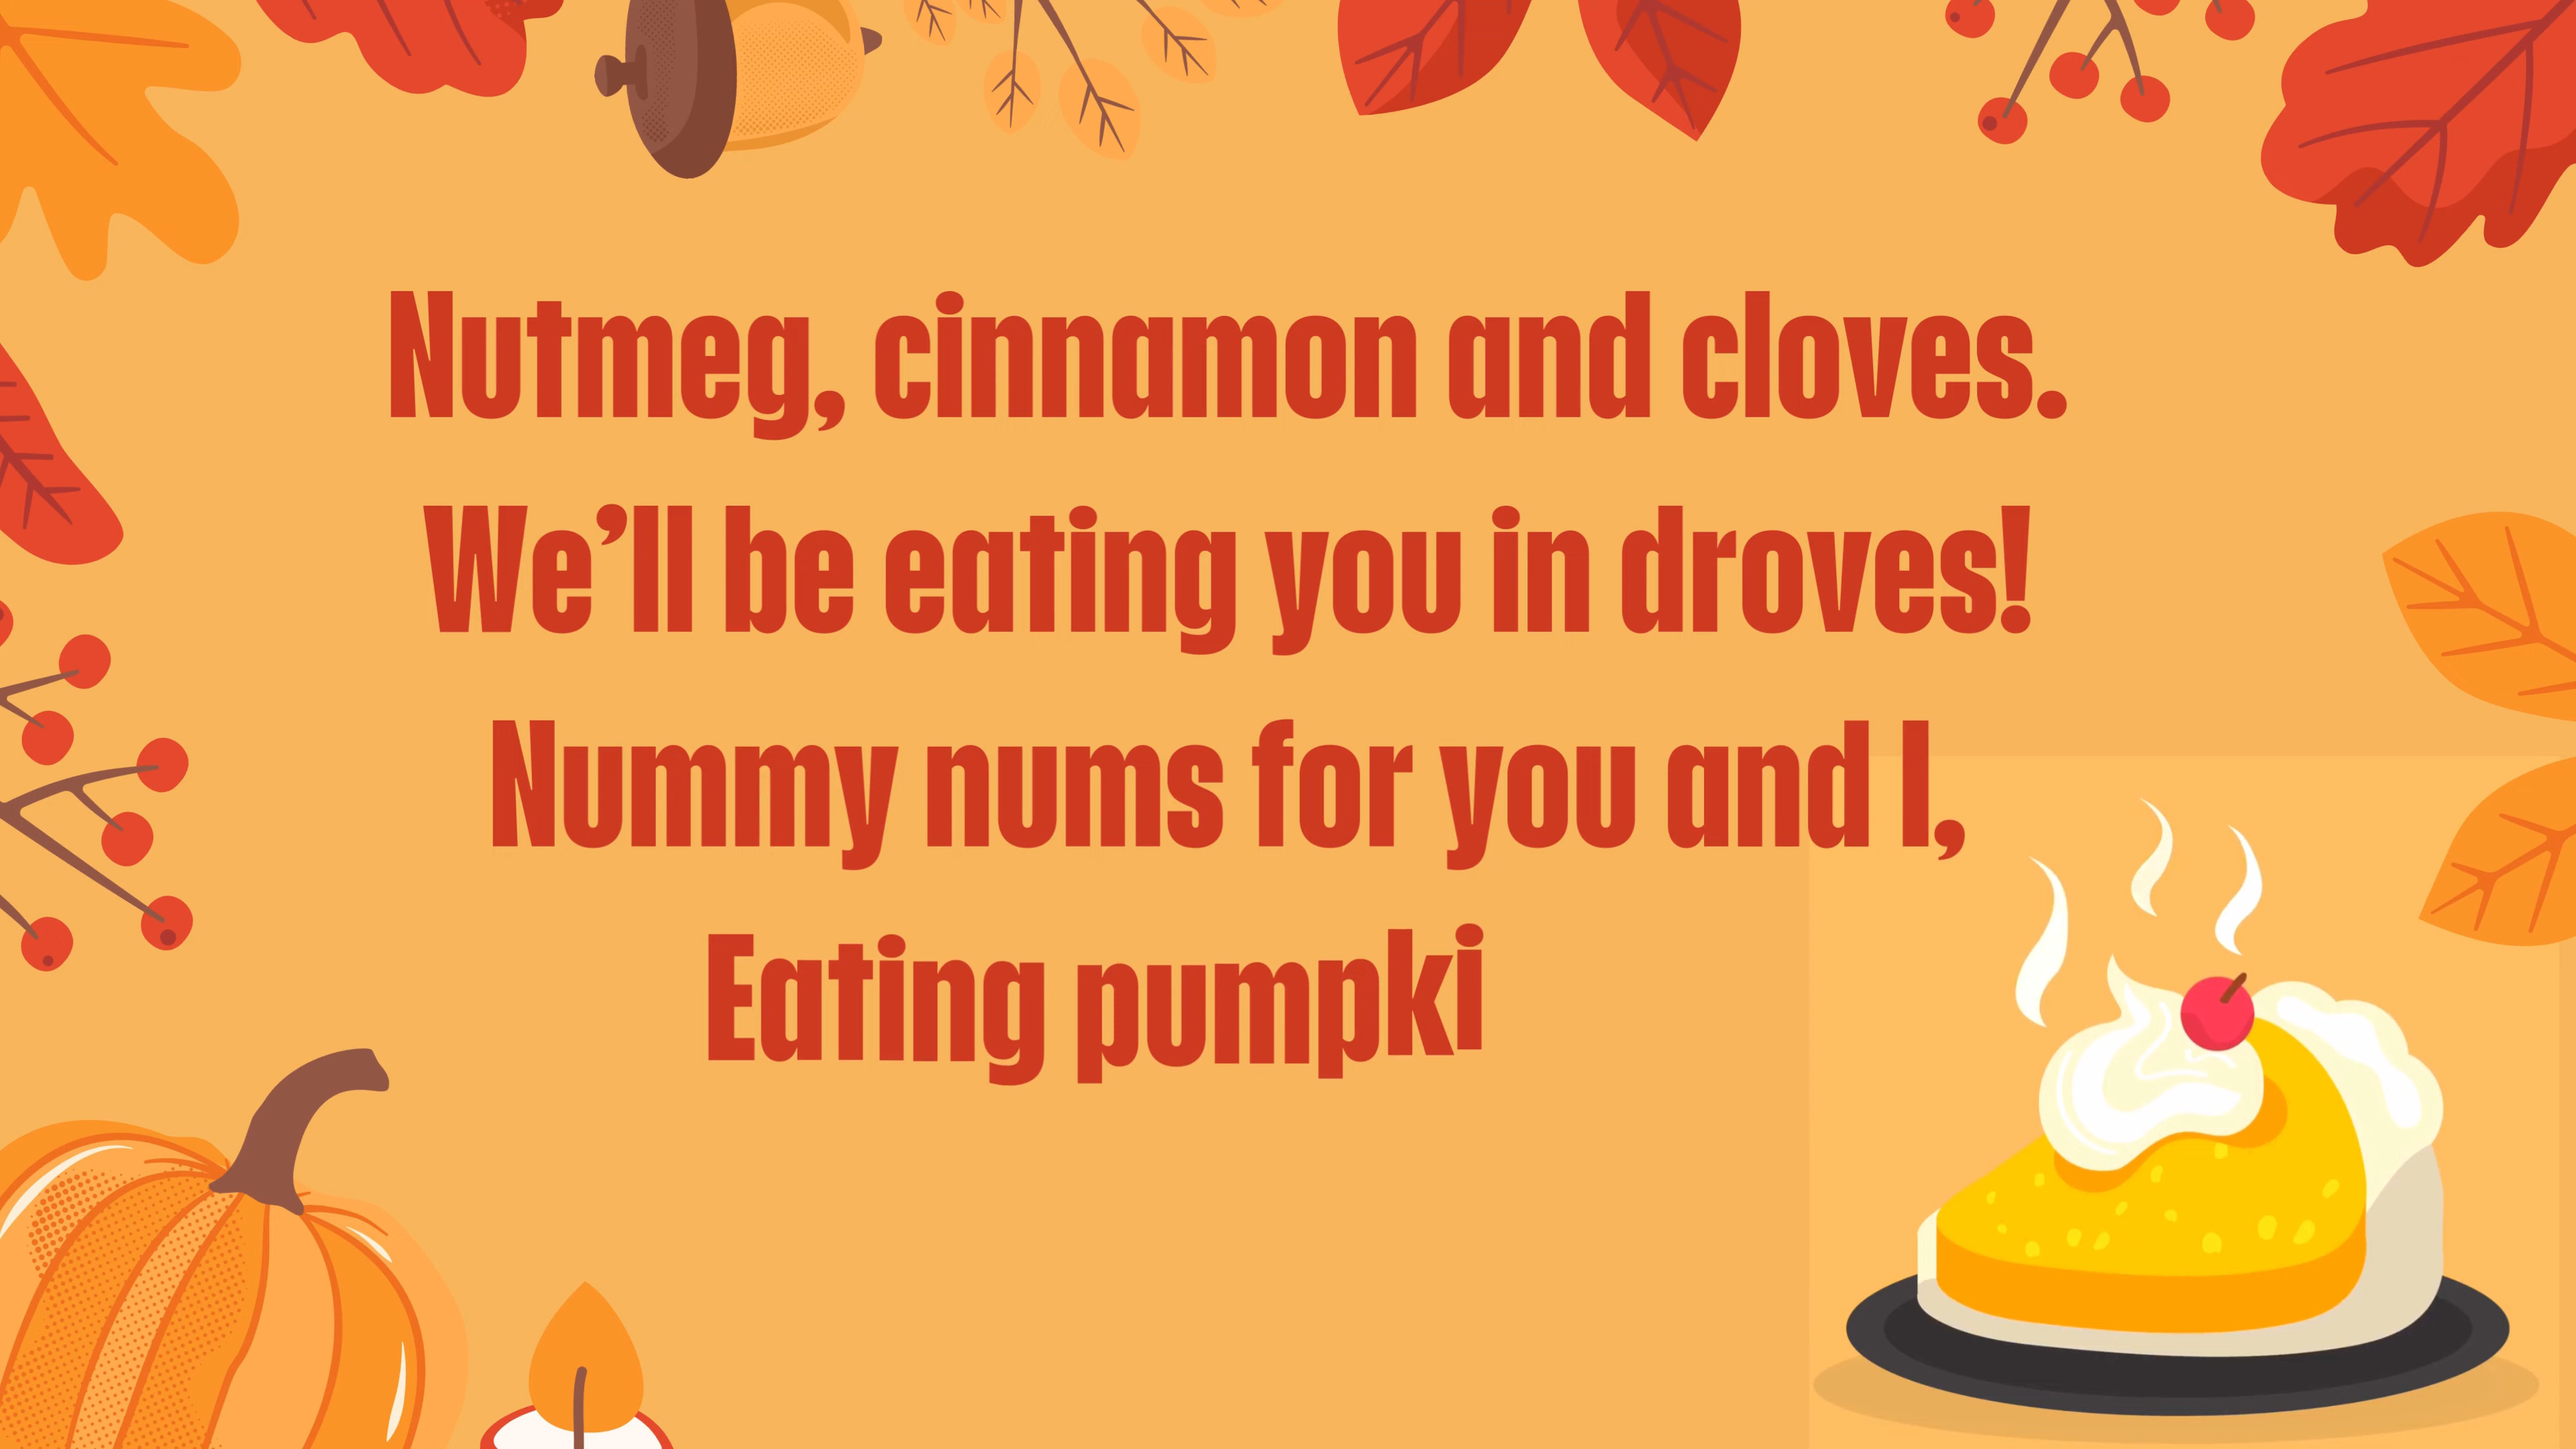 Nutmeg, cinnamon and cloves.
We’ll be eating you in droves!
Nummy nums for you and I,
Eating pumpki